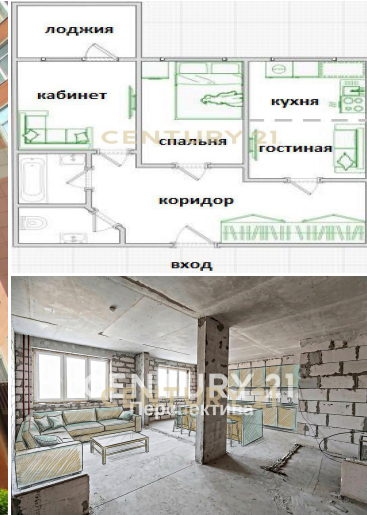 лоджия
кабинет
кухня
CENTURY 21
спальня
гостиная
коридор
вход
CENTURY 21
Перспектива